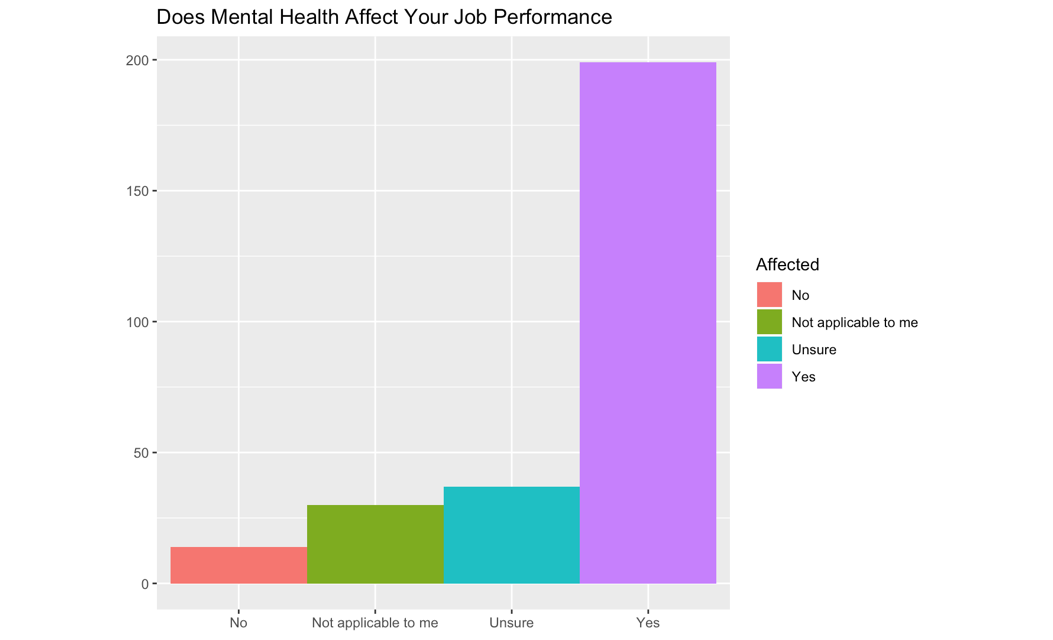 Does Mental Health Affect Your Job Performance
200
150
100
50
0
No
Not applicable to me
Unsure
Yes
Affected
No
Not applicable to me
Unsure
Yes